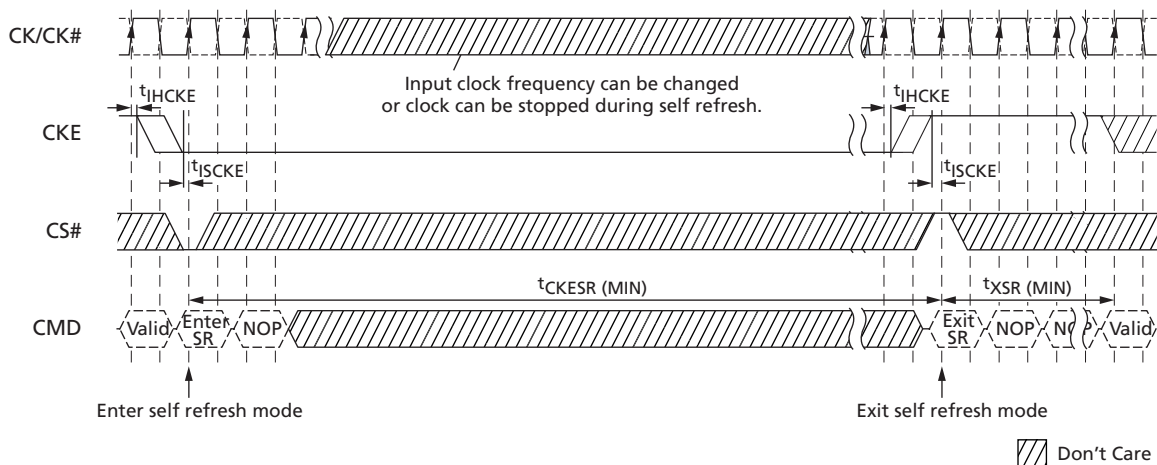 CK/CK#
Input clock frequency can be changed
or clock can be stopped during self refresh.
tIHCKE
tIHCKE
CKE
tISCKE
tISCKE
CS#
tCKESR (MIN)
tXSR (MIN)
CMD
Valid
Enter
SR
NOP
Exit
SR
NOP
NOP
Valid
Enter self refresh mode
Exit self refresh mode
Don't Care